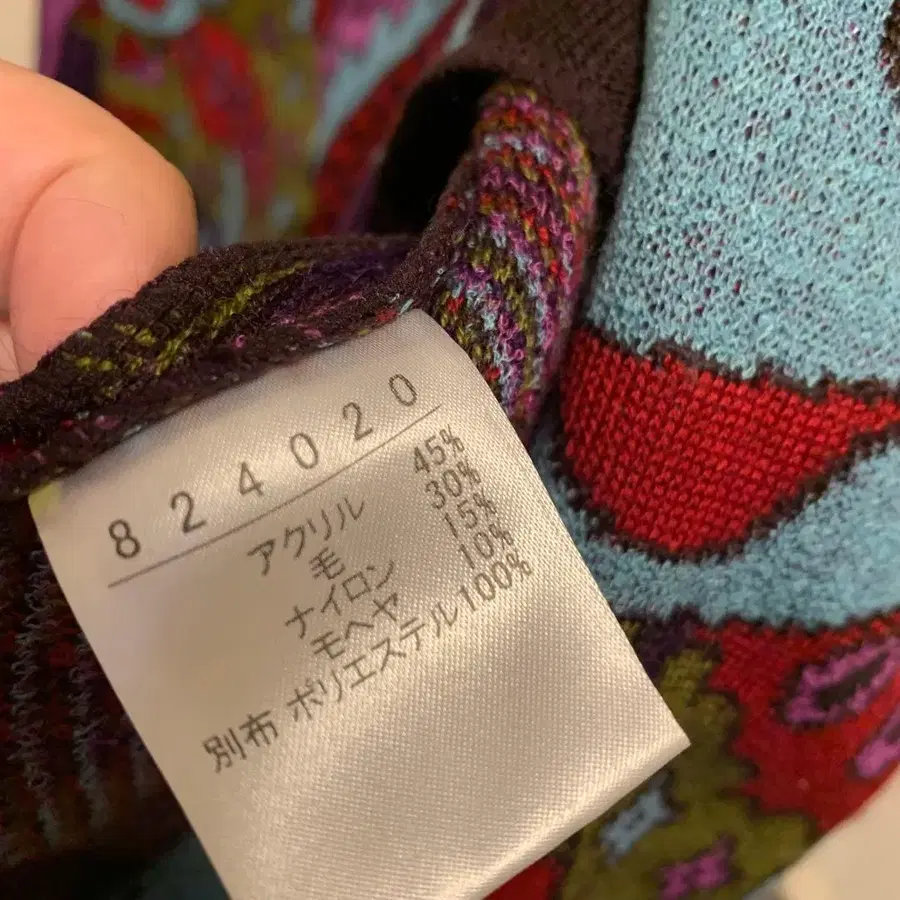 824020
アクリル 45%
毛 30%
ナイロン 15%
モヘヤ 10%
別布 ポリエステル100%